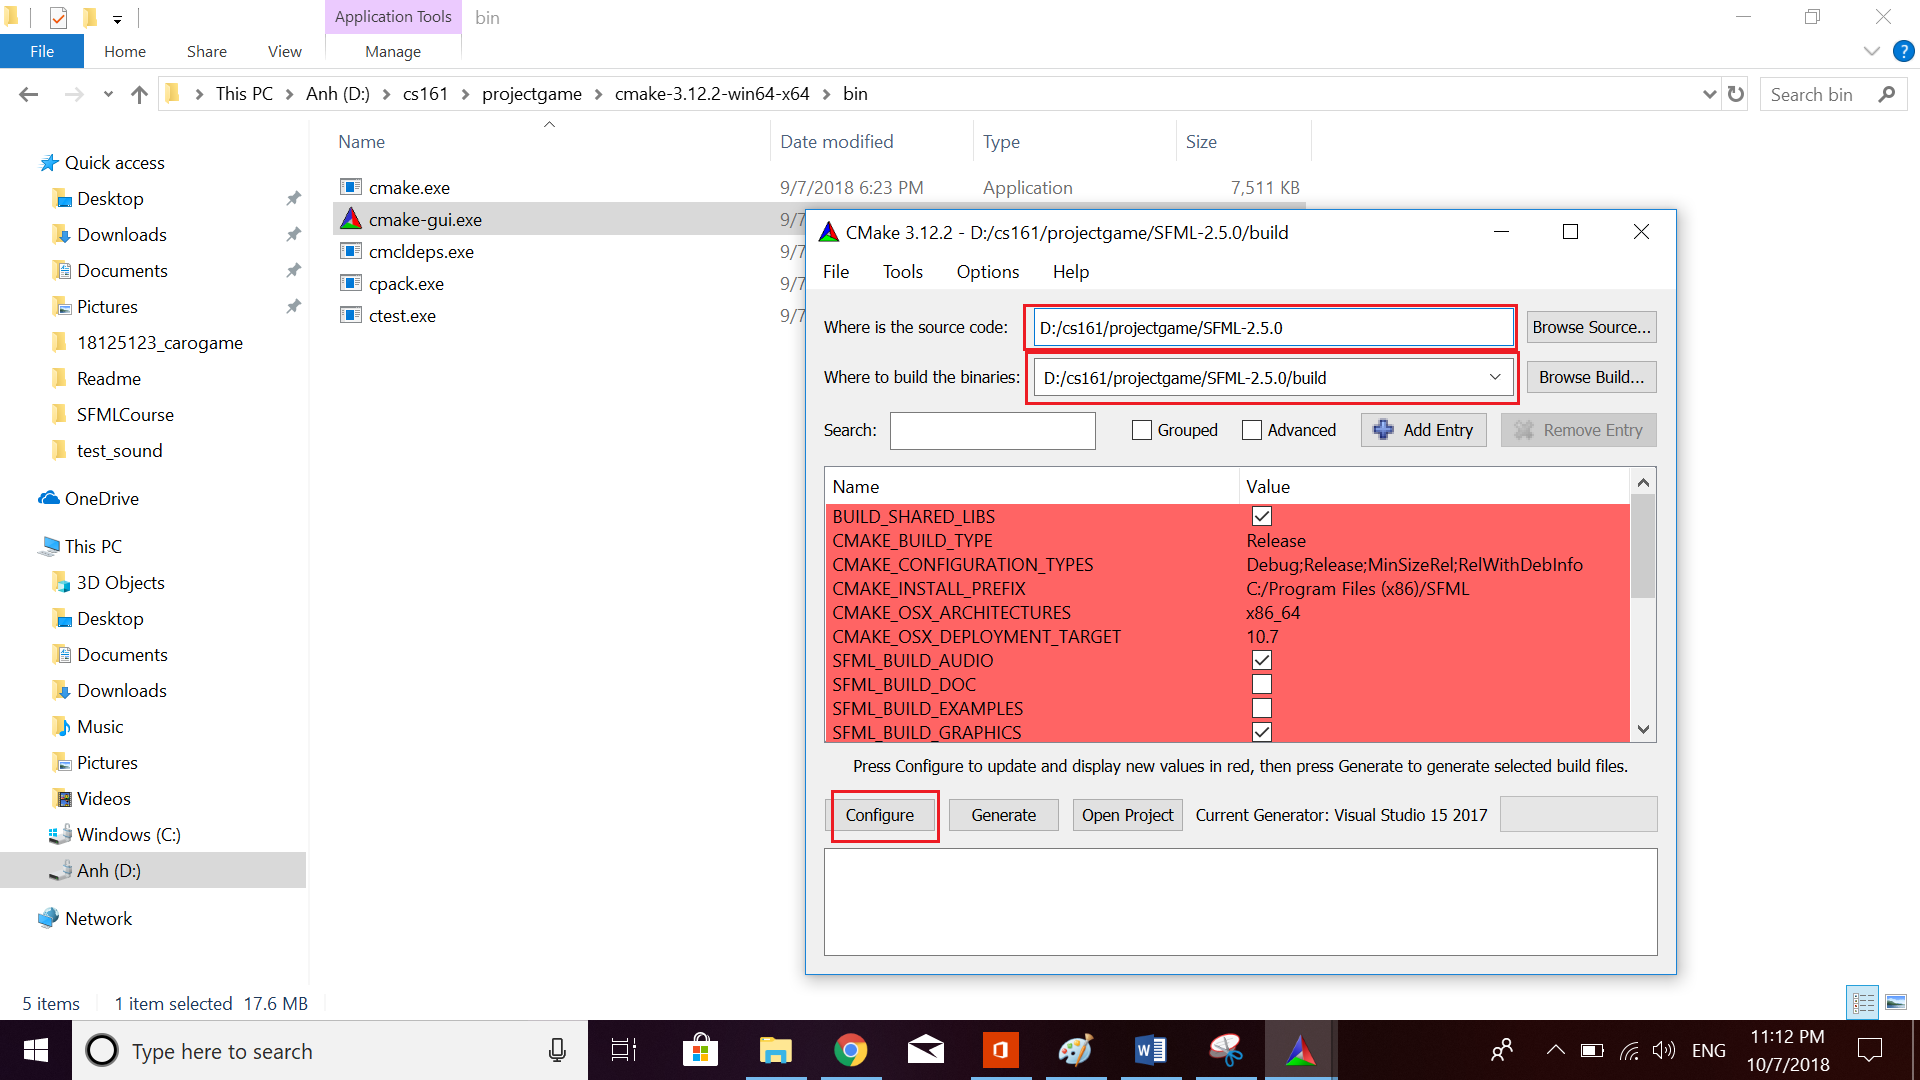 Application Tools
bin
File
Home
Share
View
Manage
?
This PC
Anh (D:)
cs161
projectgame
cmake-3.12.2-win64-x64
bin
Search bin
Name
Date modified
Type
Size
cmake.exe
9/7/2018 6:23 PM
Application
7,511 KB
cmake-gui.exe
9/7
cmcldeps.exe
9/7
cpack.exe
9/7
ctest.exe
9/7
Quick access
Desktop
Downloads
Documents
Pictures
18125123_carogame
Readme
SFMLCourse
test_sound
OneDrive
This PC
3D Objects
Desktop
Documents
Downloads
Music
Pictures
Videos
Windows (C:)
Anh (D:)
Network
CMake 3.12.2 - D:/cs161/projectgame/SFML-2.5.0/build
File
Tools
Options
Help
Where is the source code:
D:/cs161/projectgame/SFML-2.5.0
Browse Source...
Where to build the binaries:
D:/cs161/projectgame/SFML-2.5.0/build
Browse Build...
Search:
Grouped
Advanced
Add Entry
Remove Entry
Name
Value
BUILD_SHARED_LIBS
CMAKE_BUILD_TYPE
Release
CMAKE_CONFIGURATION_TYPES
Debug;Release;MinSizeRel;RelWithDebInfo
CMAKE_INSTALL_PREFIX
C:/Program Files (x86)/SFML
CMAKE_OSX_ARCHITECTURES
x86_64
CMAKE_OSX_DEPLOYMENT_TARGET
10.7
SFML_BUILD_AUDIO
SFML_BUILD_DOC
SFML_BUILD_EXAMPLES
SFML_BUILD_GRAPHICS
Press Configure to update and display new values in red, then press Generate to generate selected build files.
Configure
Generate
Open Project
Current Generator: Visual Studio 15 2017
5 items
1 item selected
17.6 MB
Type here to search
ENG
11:12 PM
10/7/2018